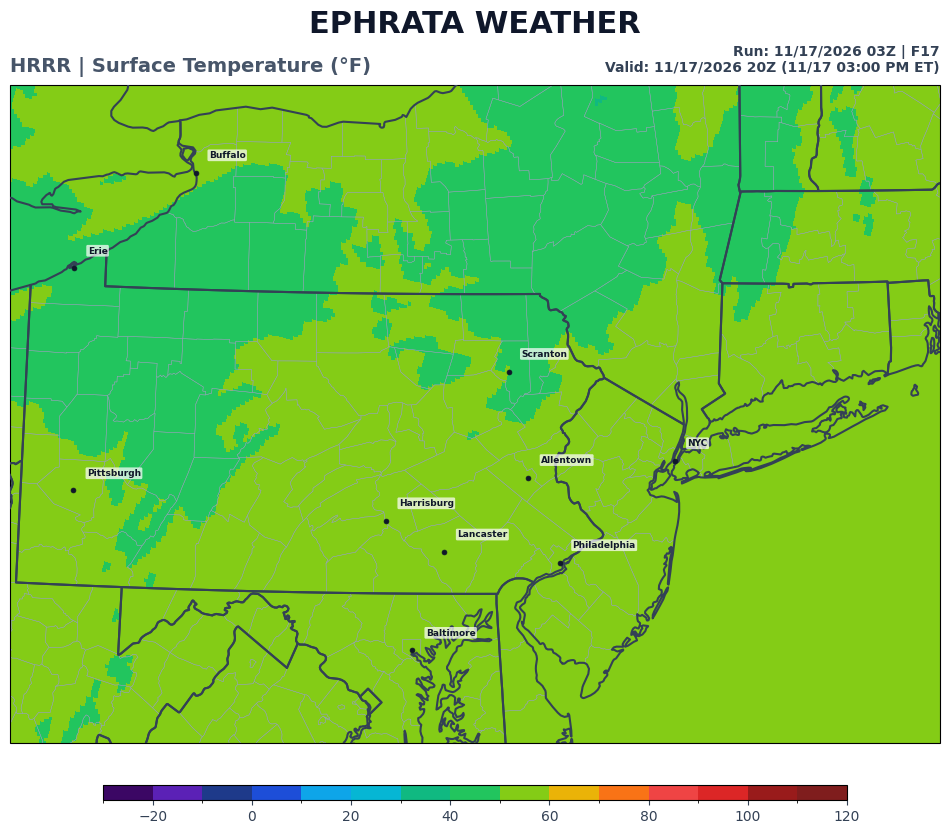 EPHRATA WEATHER
HRRR | Surface Temperature (°F)
Run: 11/17/2026 03Z | F17
Valid: 11/17/2026 20Z (11/17 03:00 PM ET)
Buffalo
Erie
Scranton
NYC
Allentown
Pittsburgh
Harrisburg
Lancaster
Philadelphia
Baltimore
−20 0 20 40 60 80 100 120